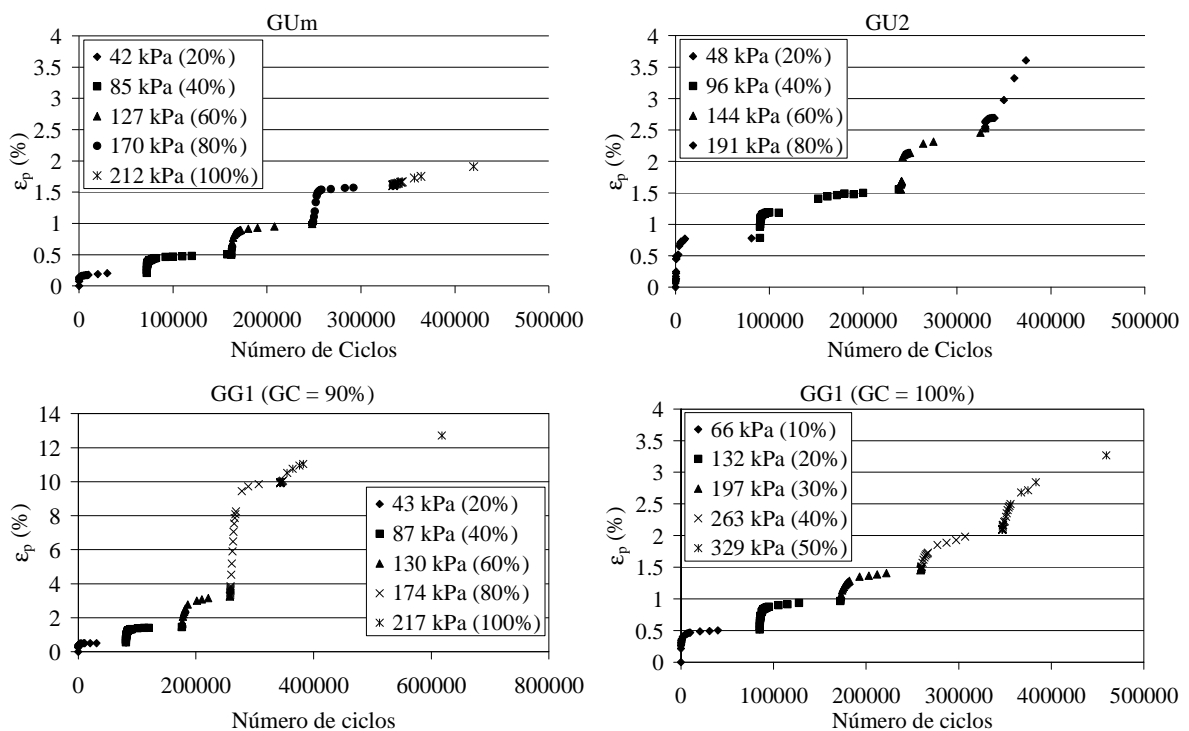 GUm
4
3.5
3
2.5
2
1.5
1
0.5
0
εp (%)
42 kPa (20%)
85 kPa (40%)
127 kPa (60%)
170 kPa (80%)
212 kPa (100%)
0 100000 200000 300000 400000 500000
Número de Ciclos
GU2
4
3.5
3
2.5
2
1.5
1
0.5
0
εp (%)
48 kPa (20%)
96 kPa (40%)
144 kPa (60%)
191 kPa (80%)
0 100000 200000 300000 400000 500000
Número de Ciclos
GG1 (GC = 90%)
14
12
10
8
6
4
2
0
εp (%)
43 kPa (20%)
87 kPa (40%)
130 kPa (60%)
174 kPa (80%)
217 kPa (100%)
0 200000 400000 600000 800000
Número de ciclos
GG1 (GC = 100%)
4
3.5
3
2.5
2
1.5
1
0.5
0
εp (%)
66 kPa (10%)
132 kPa (20%)
197 kPa (30%)
263 kPa (40%)
329 kPa (50%)
0 100000 200000 300000 400000 500000
Número de ciclos